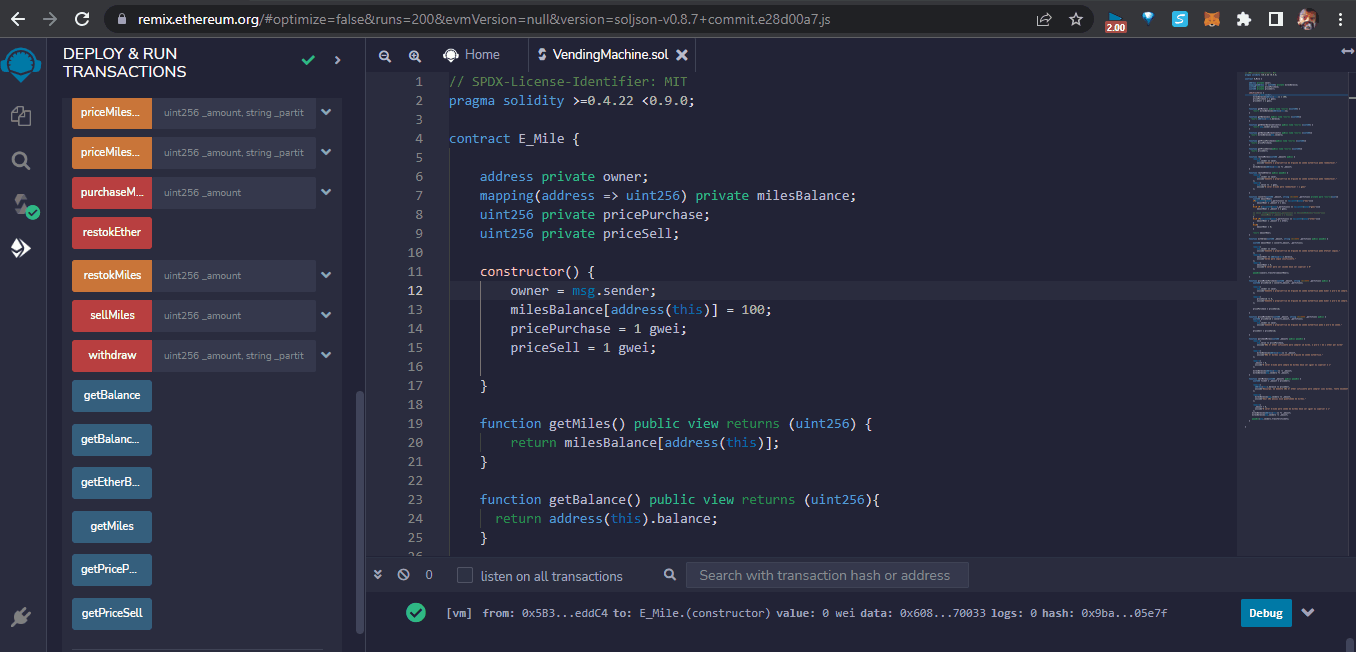 remix.ethereum.org/#optimize=false&runs=200&evmVersion=null&version=soljson-v0.8.7+commit.e28d00a7.js
2.00
DEPLOY & RUN
TRANSACTIONS
priceMiles... uint256 _amount, string _partit
priceMiles... uint256 _amount, string _partit
purchaseM... uint256 _amount
restokEther
restokMiles uint256 _amount
sellMiles uint256 _amount
withdraw uint256 _amount, string _partit
getBalance
getBalanc...
getEtherB...
getMiles
getPriceP...
getPriceSell
Home
VendingMachine.sol
1 // SPDX-License-Identifier: MIT
2 pragma solidity >=0.4.22 <0.9.0;
3
4 contract E_Mile {
5
6 address private owner;
7 mapping(address => uint256) private milesBalance;
8 uint256 private pricePurchase;
9 uint256 private priceSell;
10
11 constructor() {
12 owner = msg.sender;
13 milesBalance[address(this)] = 100;
14 pricePurchase = 1 gwei;
15 priceSell = 1 gwei;
16
17 }
18
19 function getMiles() public view returns (uint256) {
20 return milesBalance[address(this)];
21 }
22
23 function getBalance() public view returns (uint256){
24 return address(this).balance;
25 }
26
0 listen on all transactions Search with transaction hash or address
[vm] from: 0x5B3...eddC4 to: E_Mile.(constructor) value: 0 wei data: 0x608...70033 logs: 0 hash: 0x9ba...05e7f
Debug